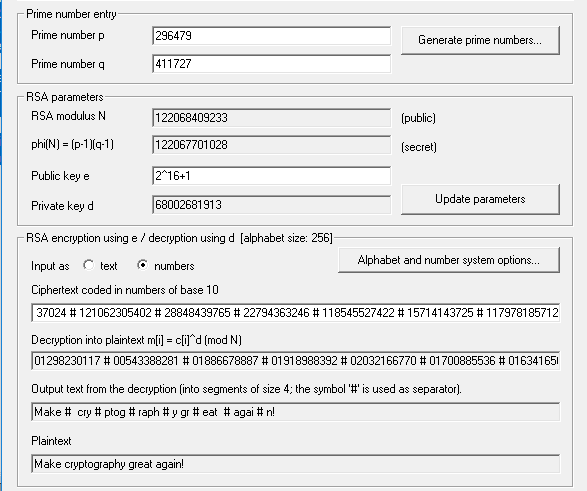 Prime number entry
Prime number p 296479 Generate prime numbers...
Prime number q 411727
RSA parameters
RSA modulus N 122068409233 (public)
phi(N) = (p-1)(q-1) 122067701028 (secret)
Public key e 2^16+1
Private key d 68002681913 Update parameters
RSA encryption using e / decryption using d [alphabet size: 256]
Input as text numbers Alphabet and number system options...
Ciphertext coded in numbers of base 10
37024 # 121062305402 # 28848439765 # 22794363246 # 118545527422 # 15714143725 # 117978185712
Decryption into plaintext m[i] = c[i]^d (mod N)
01298230117 # 00543388281 # 01886678887 # 01918988392 # 02032166770 # 01700885536 # 016341650
Output text from the decryption (into segments of size 4; the symbol '#' is used as separator).
Make # cry # ptog # raph # y gr # eat # agai # n!
Plaintext
Make cryptography great again!